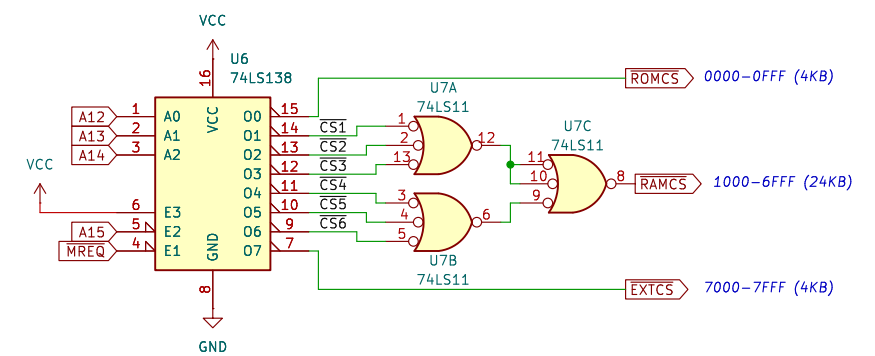 VCC
U6
74LS138
16
VCC
A12 1 A0
A13 2 A1
A14 3 A2
VCC
6 E3
A15 5 E2
MREQ 4 E1
GND
8
GND
O0 15
O1 14 CS1
O2 13 CS2
O3 12 CS3
O4 11 CS4
O5 10 CS5
O6 9 CS6
O7 7
U7A
74LS11
1
2
13
12
3
4
5
6
U7B
74LS11
U7C
74LS11
11
10
9
8
ROMCS 0000-0FFF (4KB)
RAMCS 1000-6FFF (24KB)
EXTCS 7000-7FFF (4KB)